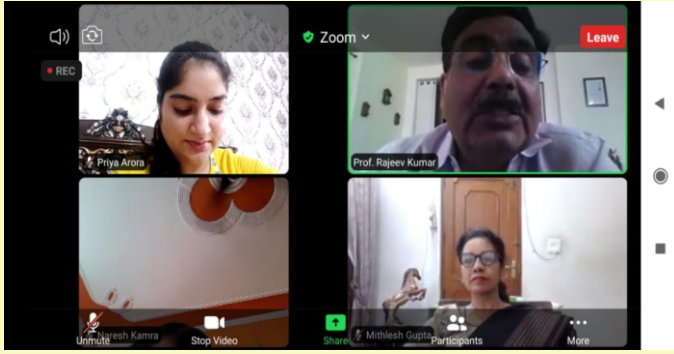 Zoom
Leave
REC
Priya Arora
Prof. Rajeev Kumar
Naresh Kamra
Mithlesh Gupta
Unmute
Stop Video
Share
Participants
More